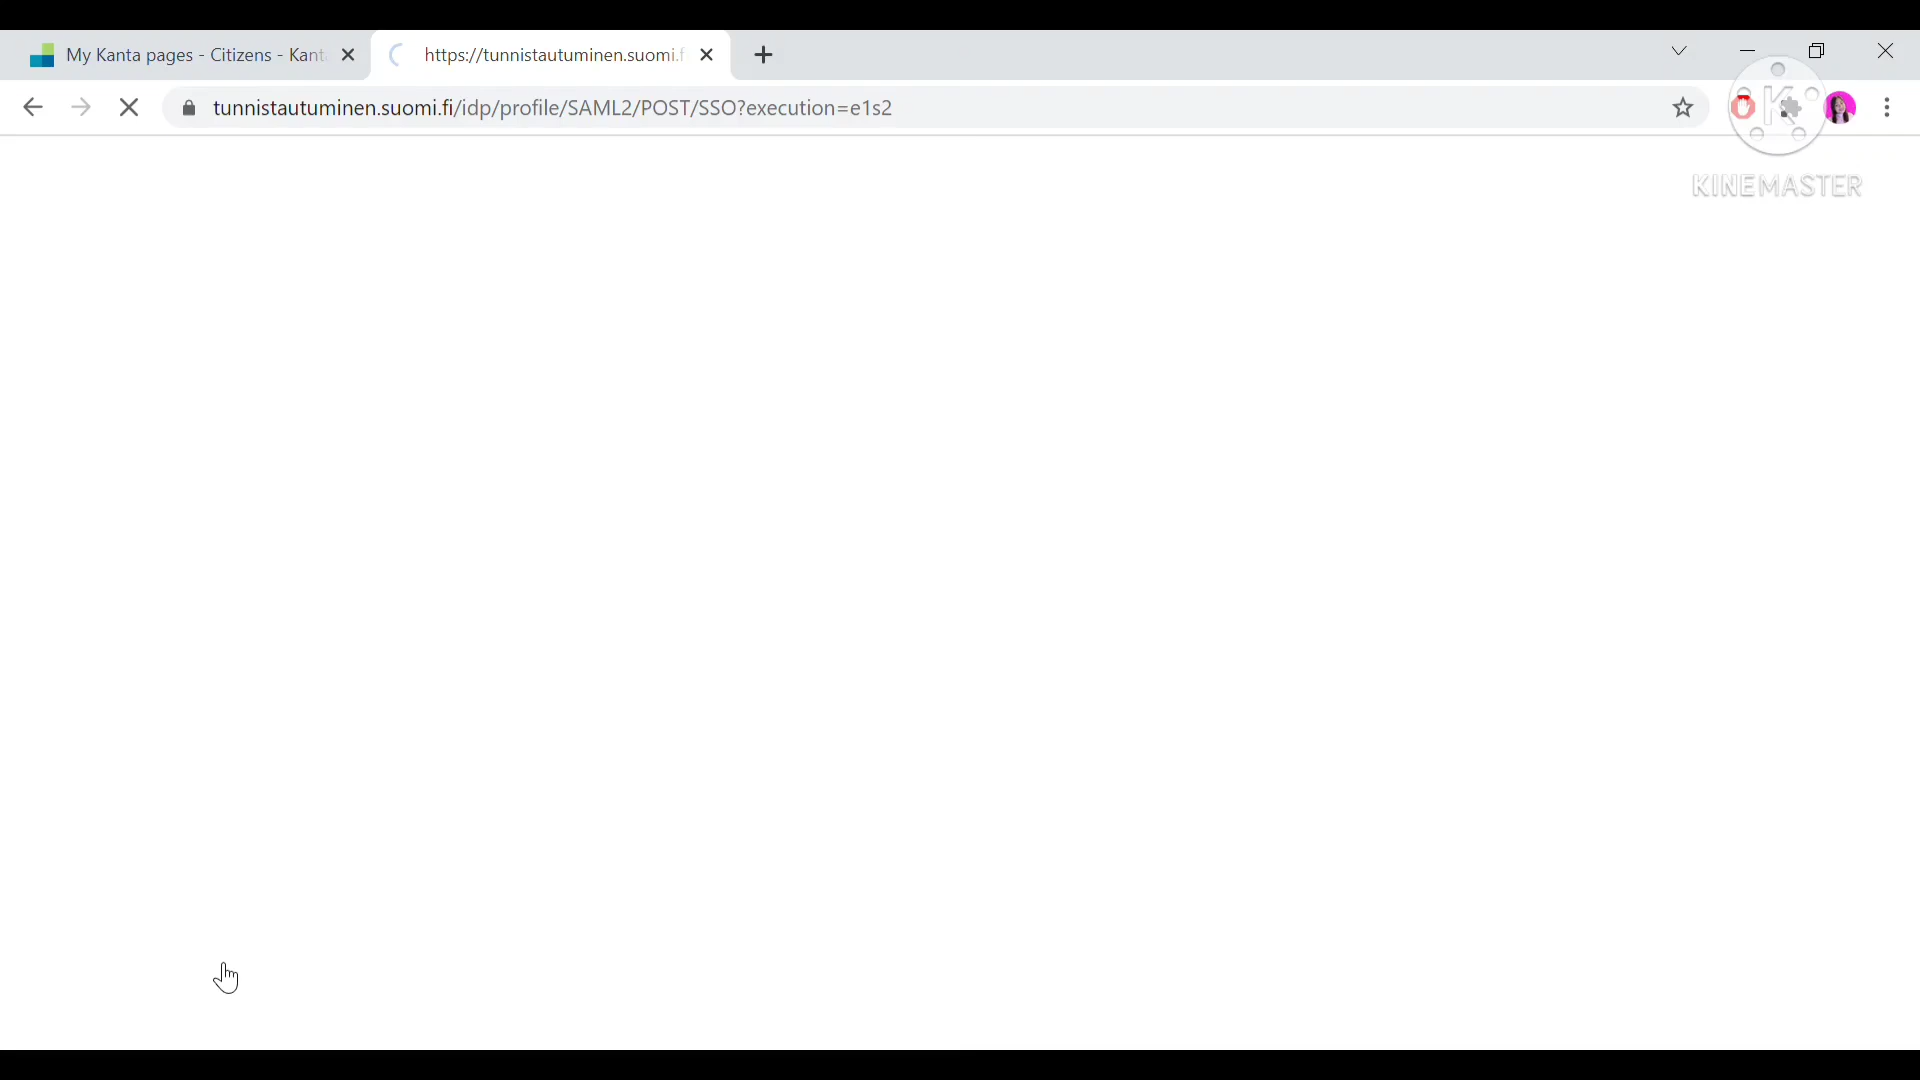 My Kanta pages - Citizens - Kant
https://tunnistautuminen.suomi.f
tunnistautuminen.suomi.fi/idp/profile/SAML2/POST/SSO?execution=e1s2
K
KINEMASTER